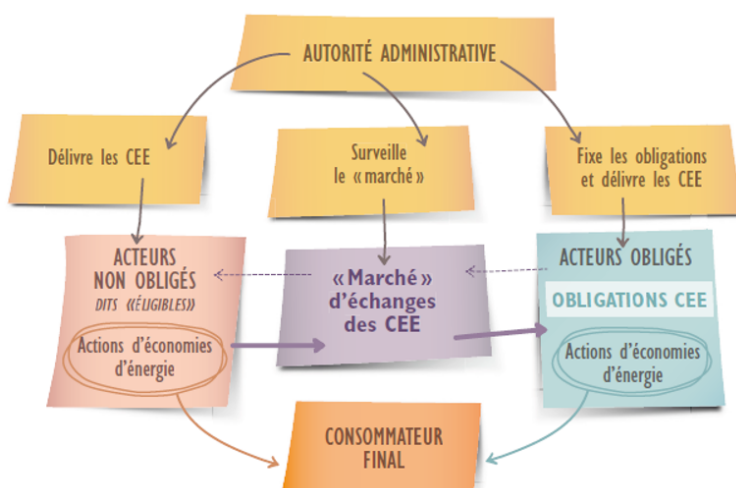 AUTORITÉ ADMINISTRATIVE
Délivre les CEE
Surveille
le « marché »
Fixe les obligations
et délivre les CEE
ACTEURS
NON OBLIGÉS
DITS «ÉLIGIBLES»
Actions d'économies
d'énergie
« Marché »
d'échanges
des CEE
ACTEURS OBLIGÉS
OBLIGATIONS CEE
Actions d'économies
d'énergie
CONSOMMATEUR
FINAL